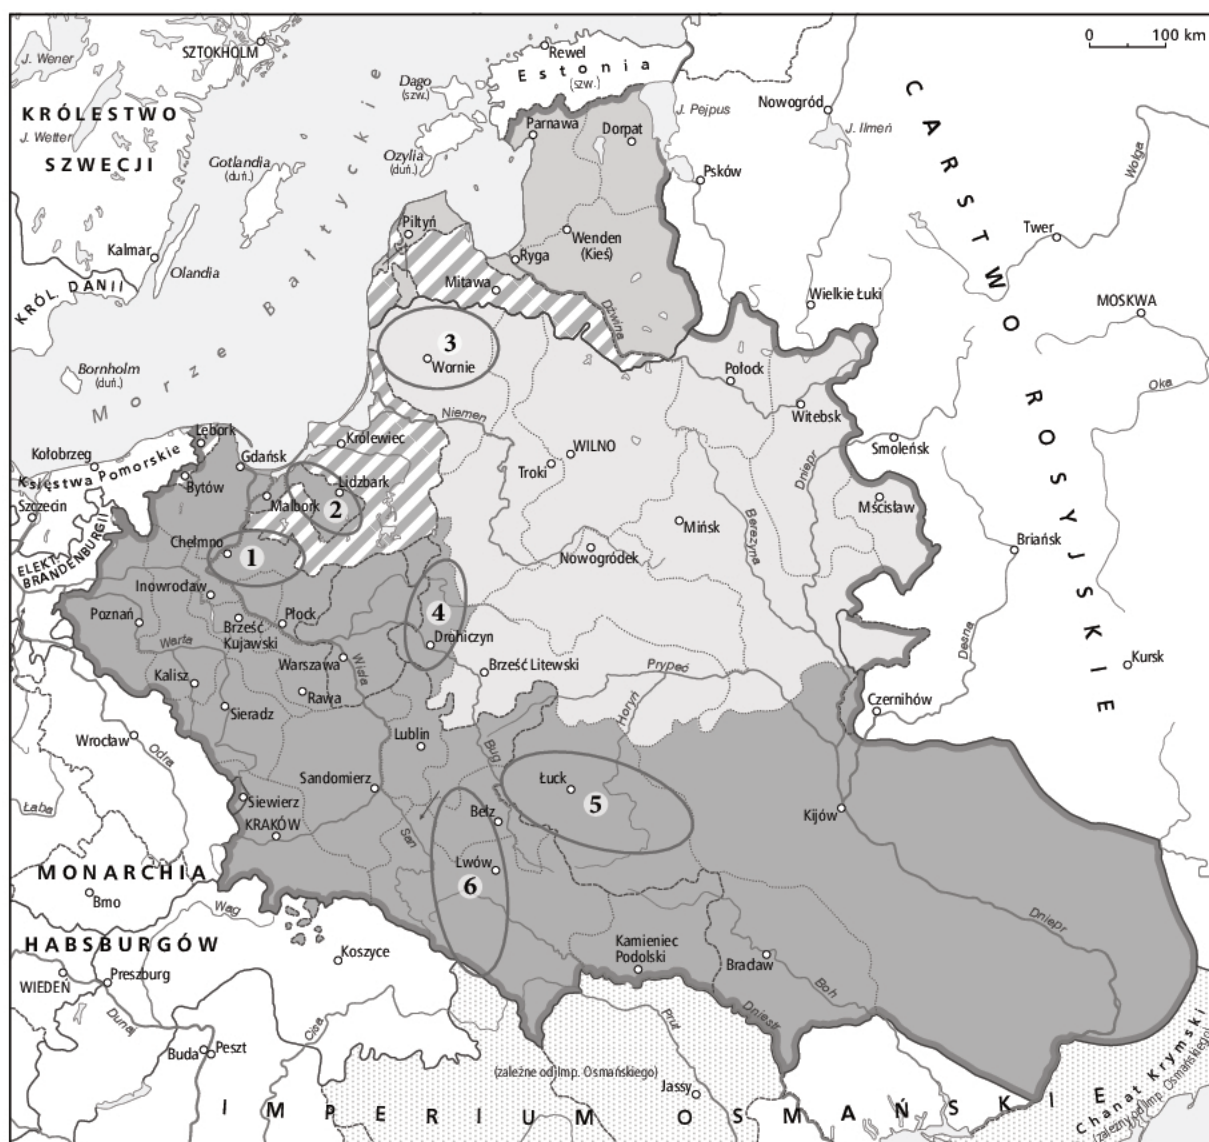 0 100 km
J. Wener
SZTOKHOLM
Rewel
Estonia
(szw.)
Dago
(szw.)
KRÓLESTWO
SZWECJI
J. Wetter
Gotlandia
(duń.)
Ozylia
(duń.)
Parnawa
Dorpat
J. Pejpus
Nowogród
J. Ilmeń
Psków
CARSTWO ROSYJSKIE
Wołga
Twer
Kalmar
Olandia
Morze Bałtyckie
Piltyń
Ryga
Wenden
(Kieś)
Mitawa
Dźwina
Wielkie Łuki
MOSKWA
KRÓL. DANII
Bornholm
(duń.)
3
Wornie
Połock
Witebsk
Oka
Niemen
Smoleńsk
WILNO
Troki
Dniepr
Mścisław
Lębork
Królewiec
Kołobrzeg
Gdańsk
Księstwa Pomorskie
Bytów
Malbork
Lidzbark
2
Szczecin
Mińsk
Berezyna
Briańsk
ELEKT.
BRANDENBURGII
Chełmno
1
Nowogródek
Inowrocław
Płock
4
Poznań
Brześć
Kujawski
Drohiczyn
Desna
Warta
Warszawa
Wisła
Brześć Litewski
Prypeć
Kursk
Kalisz
Rawa
Sieradz
Horyń
Czernihów
Wrocław
Odra
Lublin
Bug
Łaba
Siewierz
Sandomierz
Łuck
5
KRAKÓW
San
Bełz
Kijów
Lwów
6
MONARCHIA
HABSBURGÓW
Brno
Wag
Koszyce
Kamieniec
Podolski
Bracław
Boh
Dniepr
WIEDEŃ
Preszburg
Dunaj
Cisa
Prut
Dniestr
Buda
Peszt
(zależne od Imp. Osmańskiego)
Jassy
Chanat Krymski
(zależny od Imp. Osmańskiego)
IMPERIUM OSMAŃSKIE